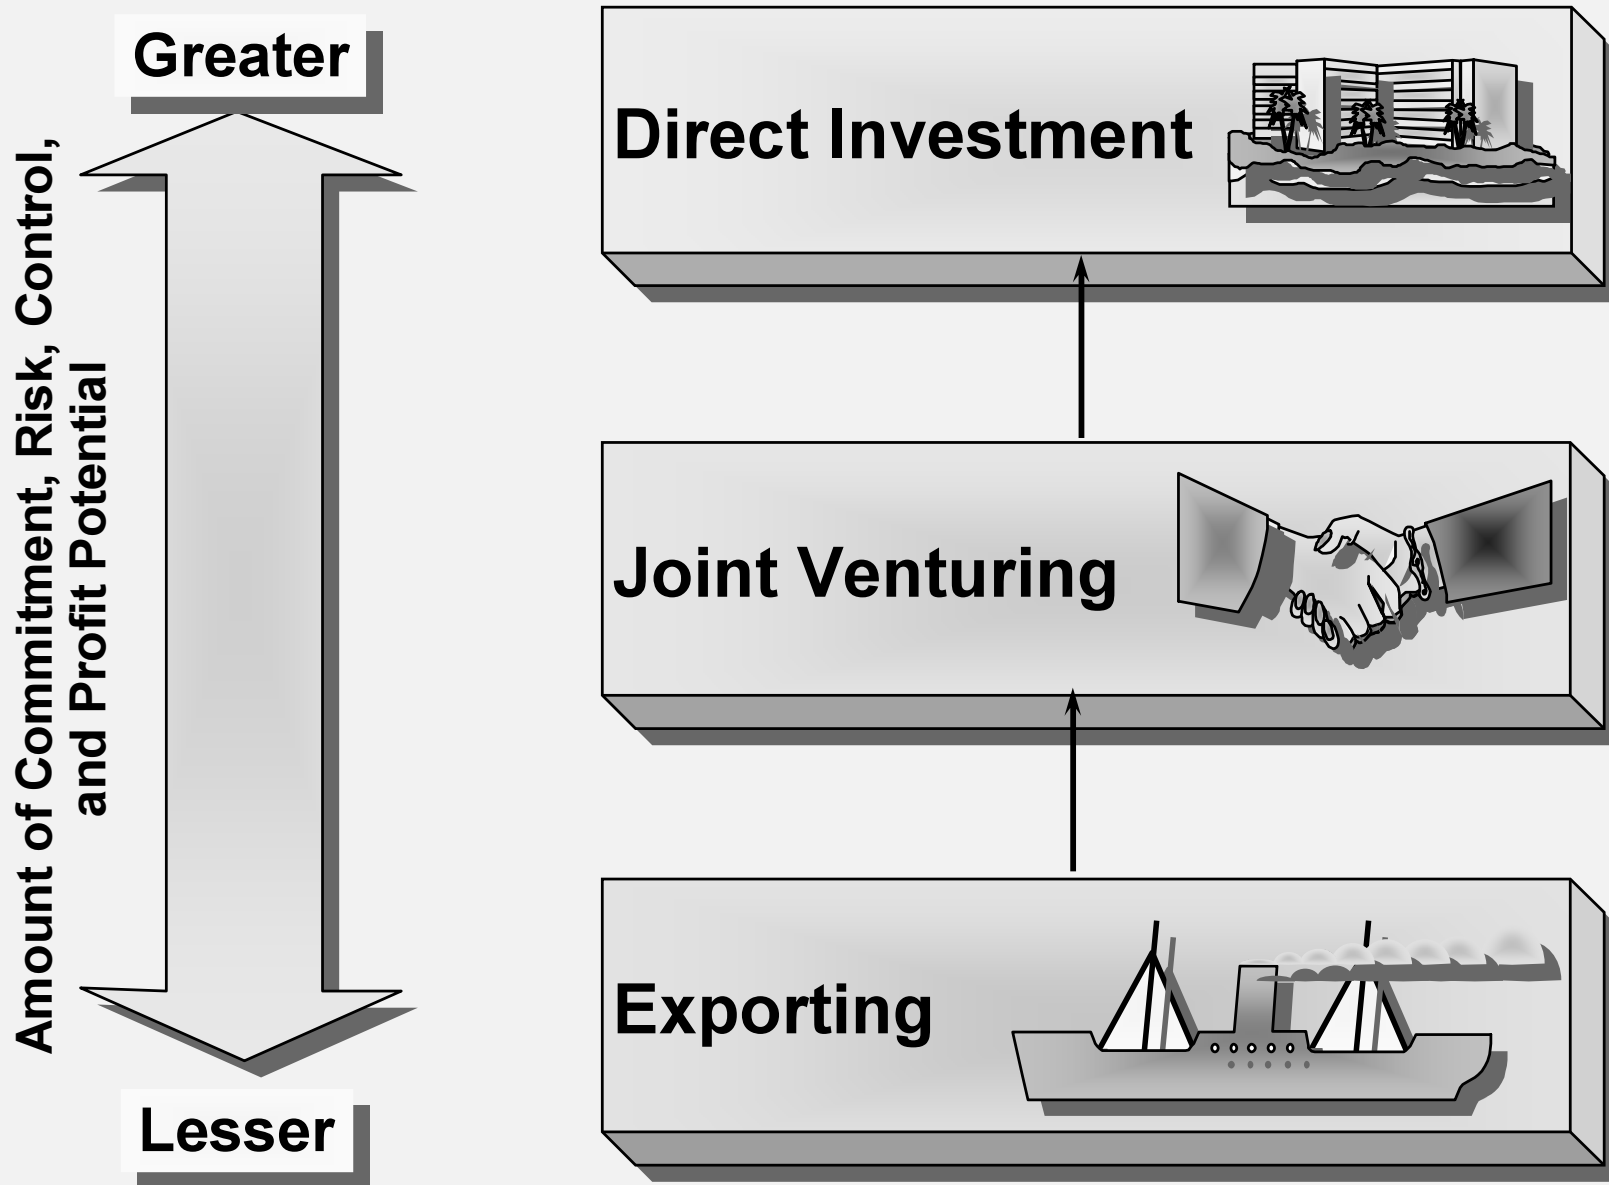 Greater
Amount of Commitment, Risk, Control,
and Profit Potential
Lesser
Direct Investment
Joint Venturing
Exporting